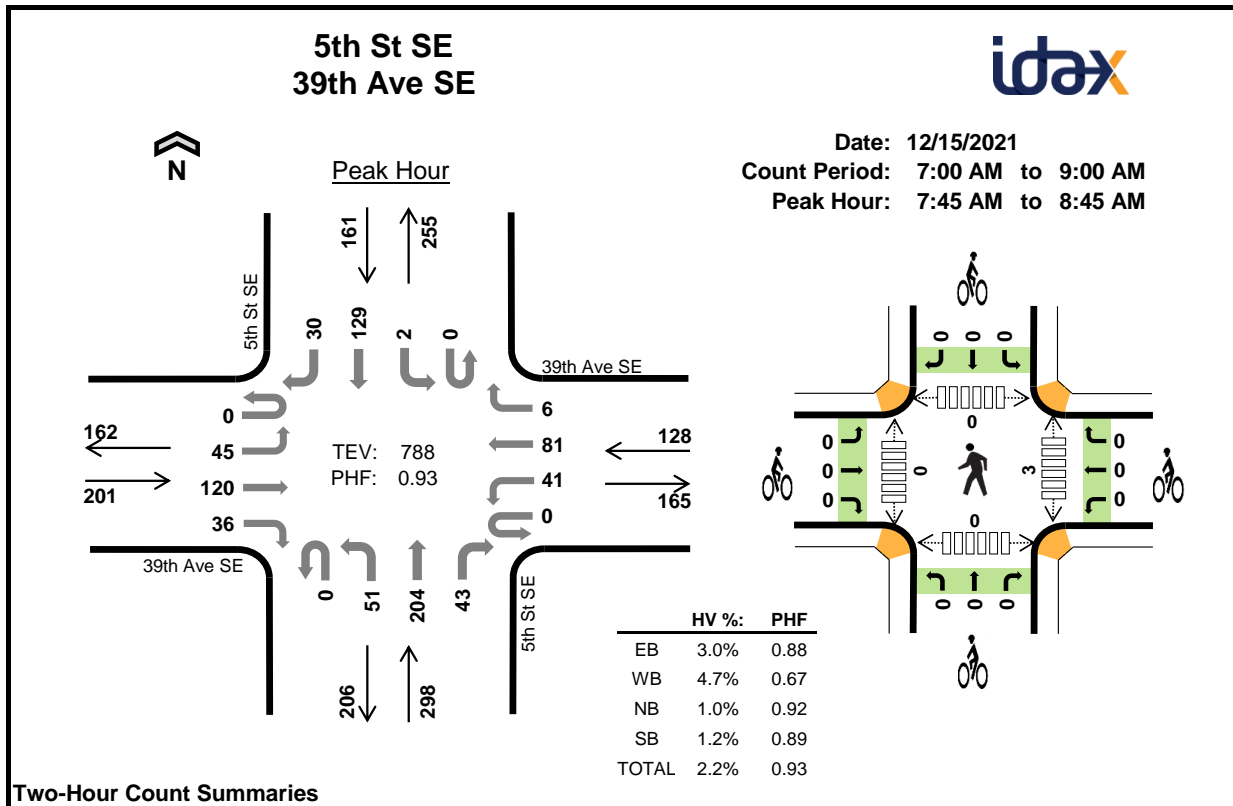 5th St SE
39th Ave SE
idax
Date: 12/15/2021
Count Period: 7:00 AM to 9:00 AM
Peak Hour: 7:45 AM to 8:45 AM
N
Peak Hour
161
255
5th St SE
30
129
2
0
39th Ave SE
0
45
120
36
162
201
TEV: 788
PHF: 0.93
6
81
41
0
128
165
39th Ave SE
0
51
204
43
5th St SE
206
298
0
0
0
0
0
0
0
0
3
0
0
0
0
0
0
0
HV %: PHF
EB 3.0% 0.88
WB 4.7% 0.67
NB 1.0% 0.92
SB 1.2% 0.89
TOTAL 2.2% 0.93
Two-Hour Count Summaries